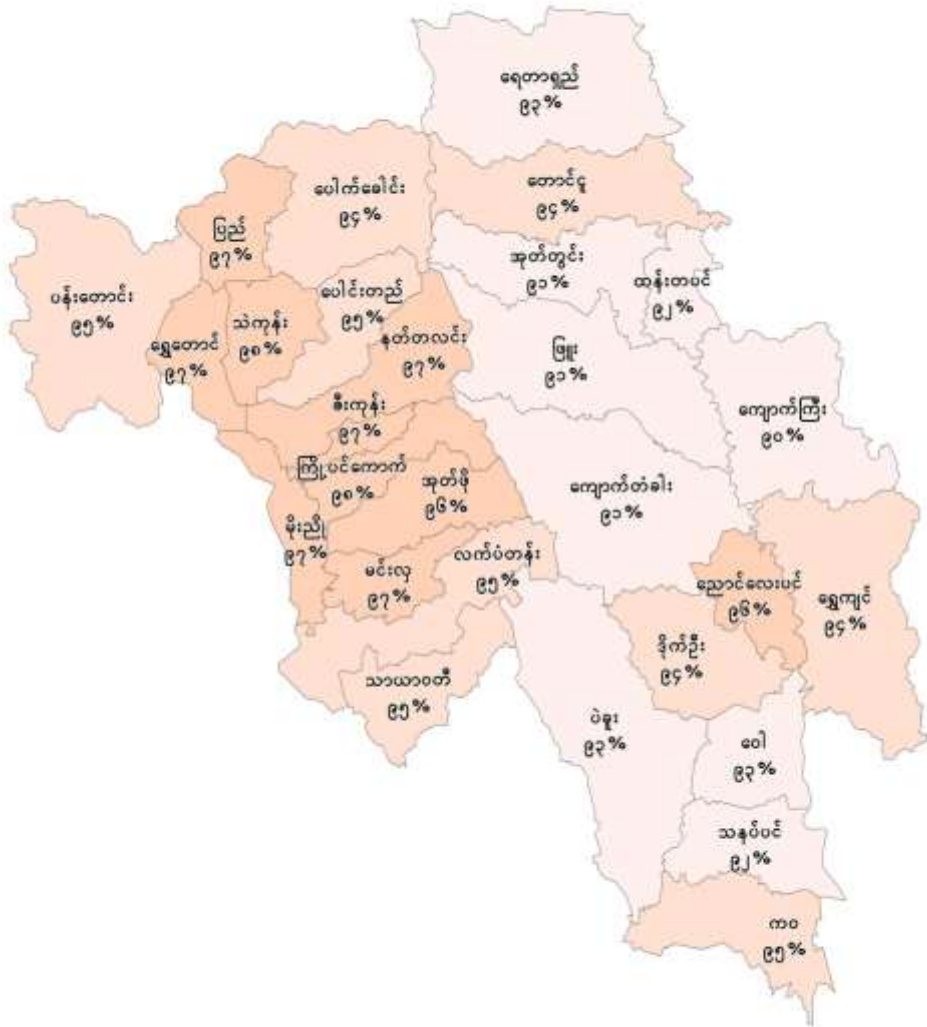 ရေတာရှည်
၉၃%
တောင်ငူ
၉၄%
ပေါက်ခေါင်း
၉၄%
ပြည်
၉၇%
အုတ်တွင်း
၉၁%
ထန်းတပင်
၉၂%
ပန်းတောင်း
၉၅%
ပေါင်းတည်
၉၅%
သဲကုန်း
၉၈%
ရွှေတောင်
၉၇%
နတ်တလင်း
၉၇%
ဖြူး
၉၁%
ဇီးကုန်း
၉၇%
ကျောက်ကြီး
၉၀%
ကြို့ပင်ကောက်
၉၈%
အုတ်ဖို
၉၆%
ကျောက်တံခါး
၉၁%
မိုးညို
၉၇%
မင်းလှ
၉၇%
လက်ပံတန်း
၉၅%
ညောင်လေးပင်
၉၆%
ရွှေကျင်
၉၄%
ဒိုက်ဦး
၉၄%
သာယာဝတီ
၉၅%
ပဲခူး
၉၃%
ဝေါ
၉၃%
သနပ်ပင်
၉၂%
ကဝ
၉၅%